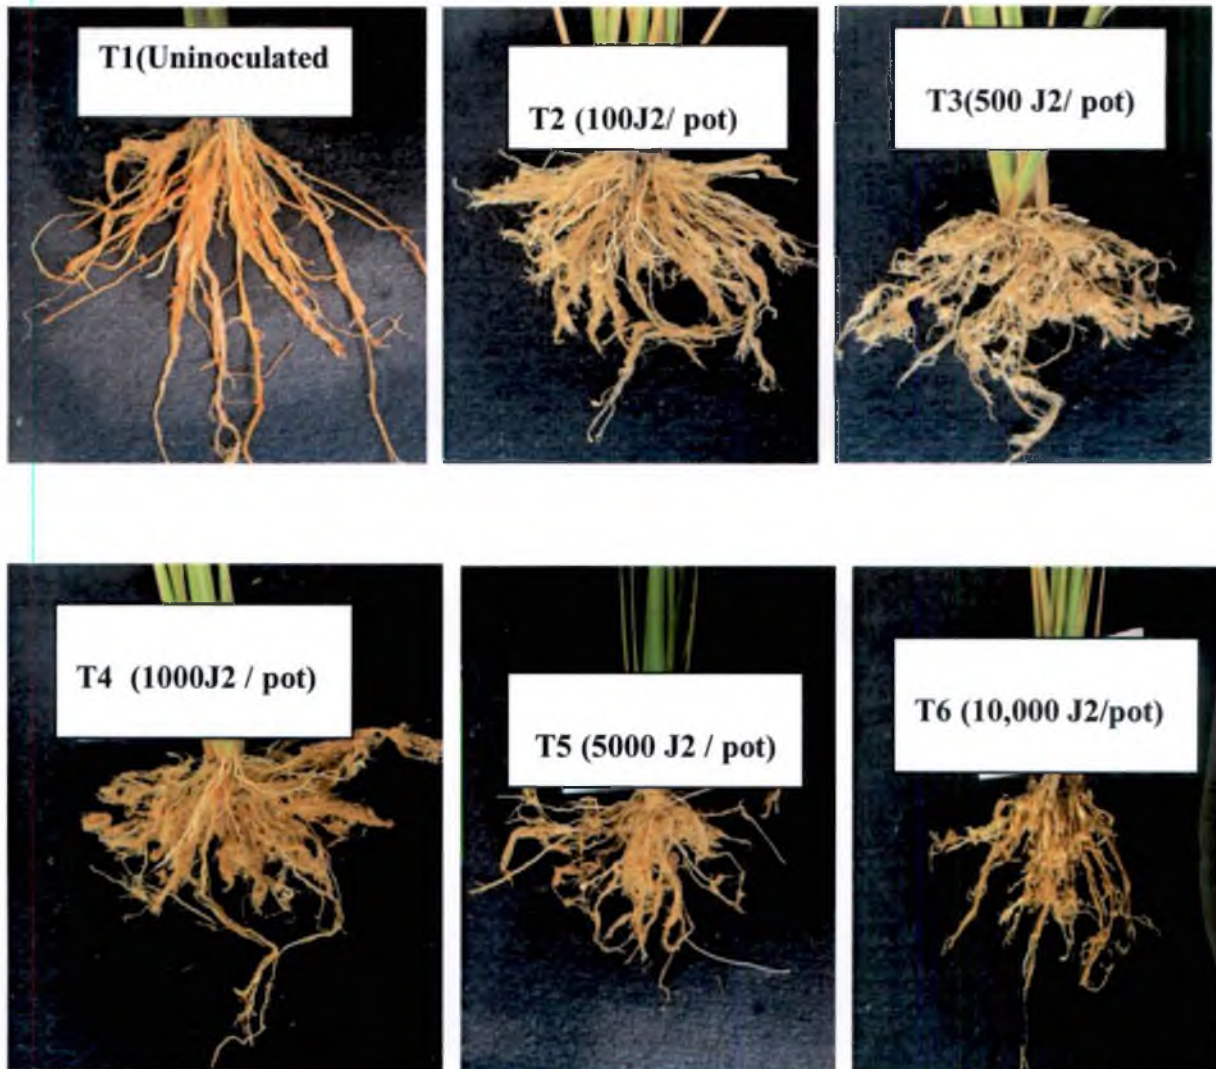 T1(Uninoculated
T2 (100J2/ pot)
T3(500 J2/ pot)
T4 (1000J2 / pot)
T5 (5000 J2 / pot)
T6 (10,000 J2/pot)